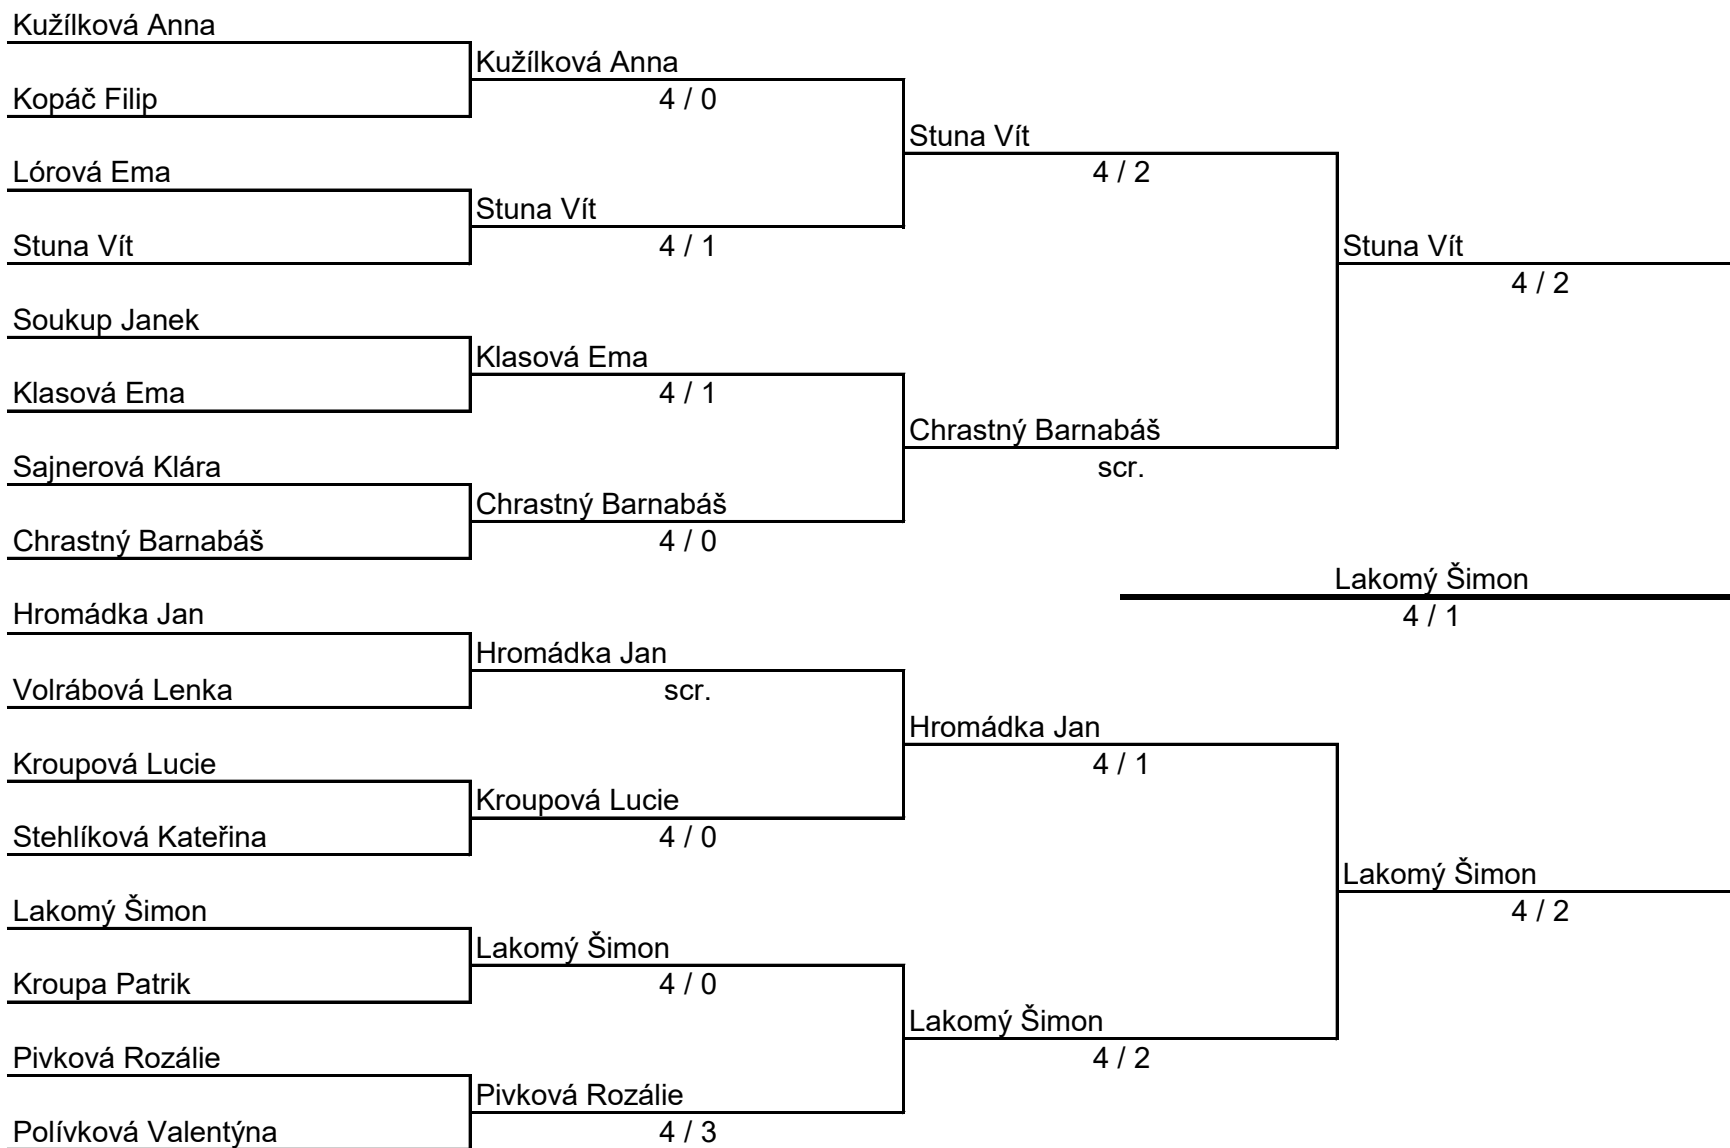 Kužílková Anna
Kužílková Anna
Kopáč Filip
4 / 0
Stuna Vít
Lórová Ema
4 / 2
Stuna Vít
Stuna Vít
4 / 1
Stuna Vít
4 / 2
Soukup Janek
Klasová Ema
Klasová Ema
4 / 1
Chrastný Barnabáš
Sajnerová Klára
scr.
Chrastný Barnabáš
Chrastný Barnabáš
4 / 0
Lakomý Šimon
Hromádka Jan
4 / 1
Hromádka Jan
Volrábová Lenka
scr.
Hromádka Jan
Kroupová Lucie
4 / 1
Kroupová Lucie
Stehlíková Kateřina
4 / 0
Lakomý Šimon
Lakomý Šimon
4 / 2
Lakomý Šimon
Kroupa Patrik
4 / 0
Lakomý Šimon
Pivková Rozálie
4 / 2
Pivková Rozálie
Polívková Valentýna
4 / 3